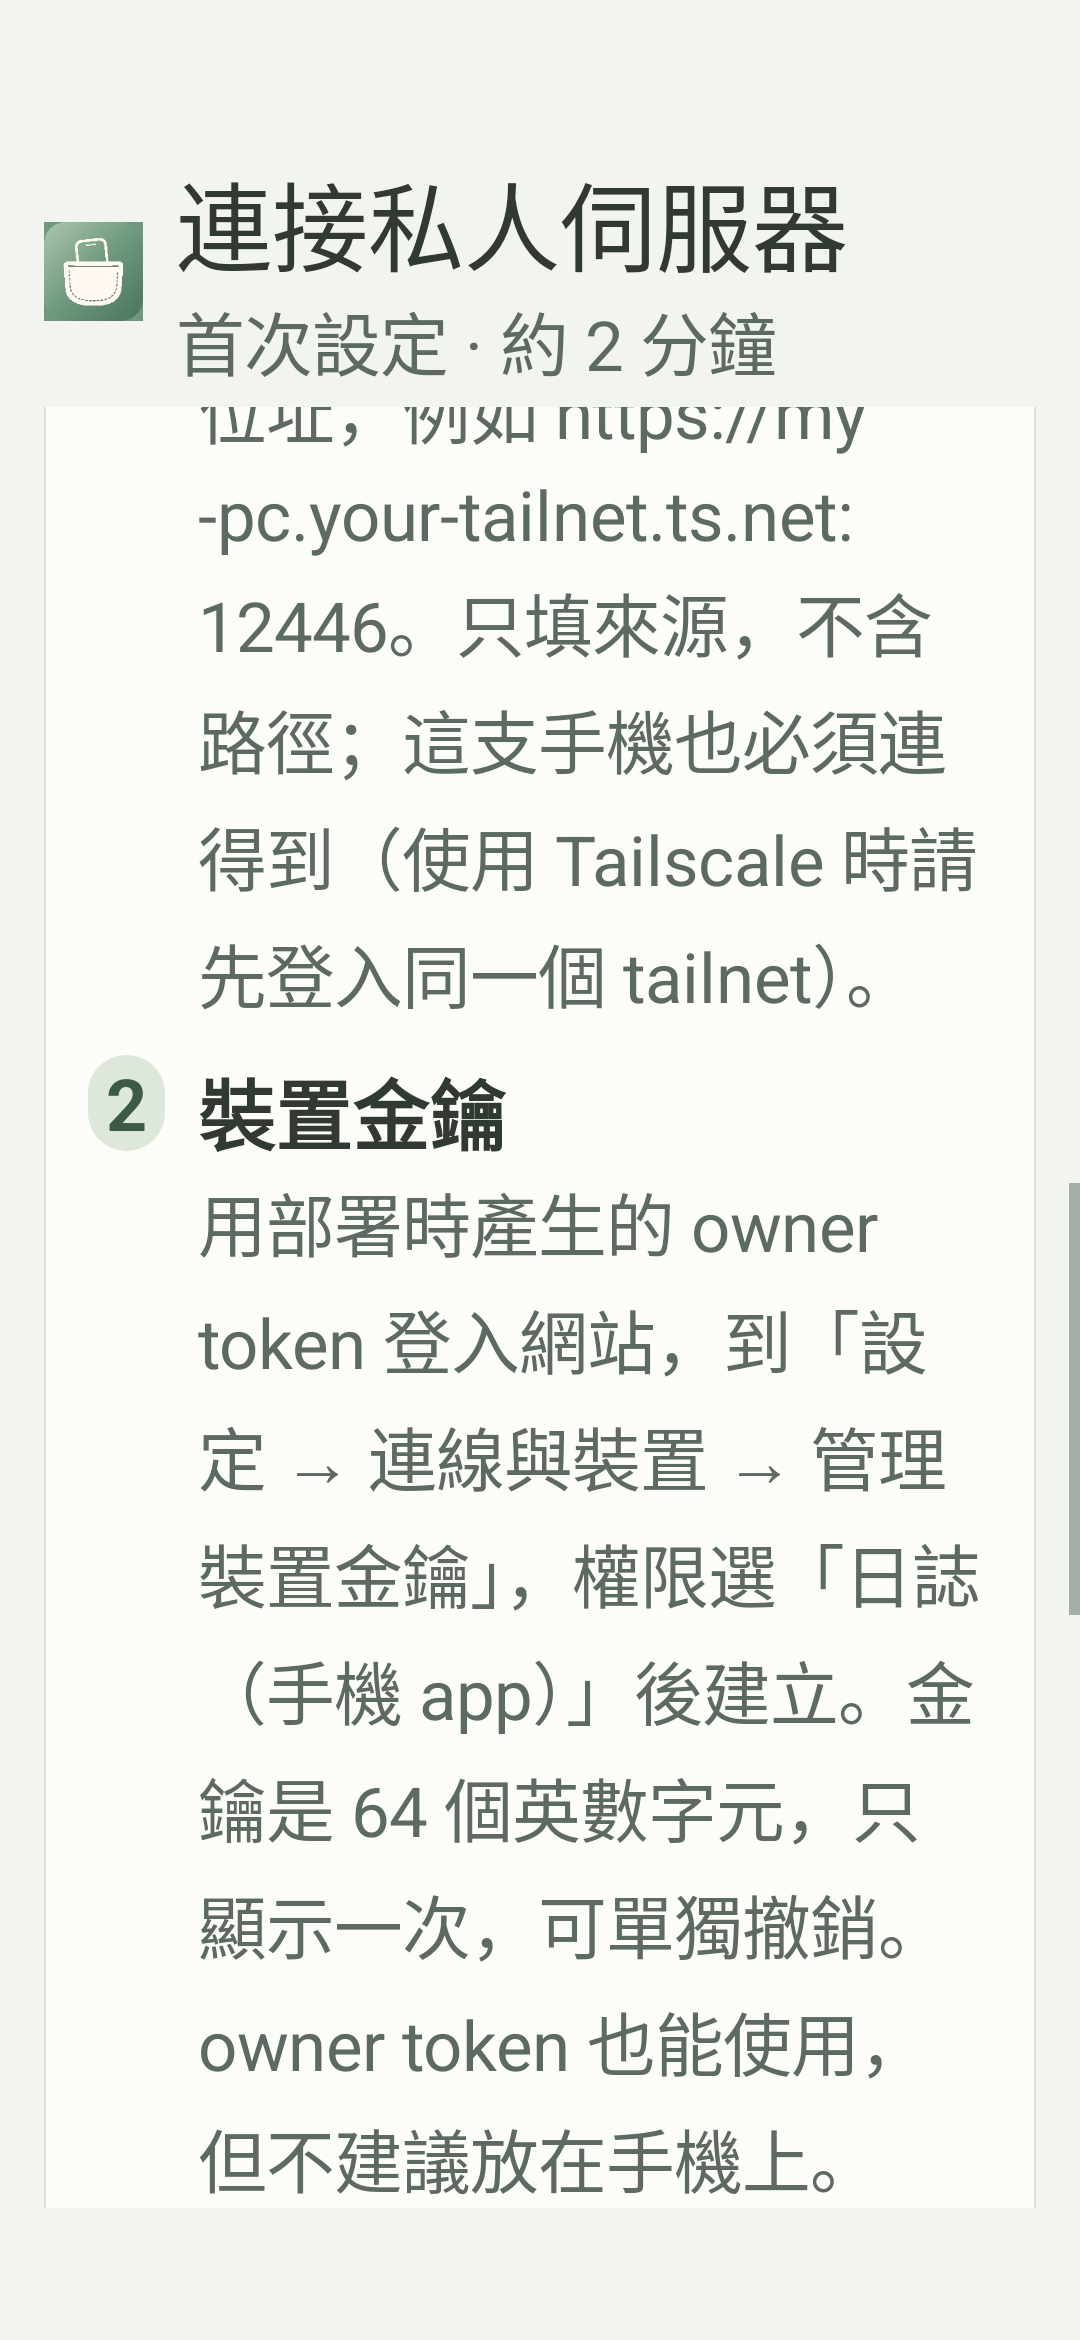 連接私人伺服器
首次設定 · 約 2 分鐘
位址，例如 https://my
-pc.your-tailnet.ts.net:
12446。只填來源，不含
路徑；這支手機也必須連
得到（使用 Tailscale 時請
先登入同一個 tailnet）。
2 裝置金鑰
用部署時產生的 owner
token 登入網站，到「設
定 → 連線與裝置 → 管理
裝置金鑰」，權限選「日誌
（手機 app）」後建立。金
鑰是 64 個英數字元，只
顯示一次，可單獨撤銷。
owner token 也能使用，
但不建議放在手機上。